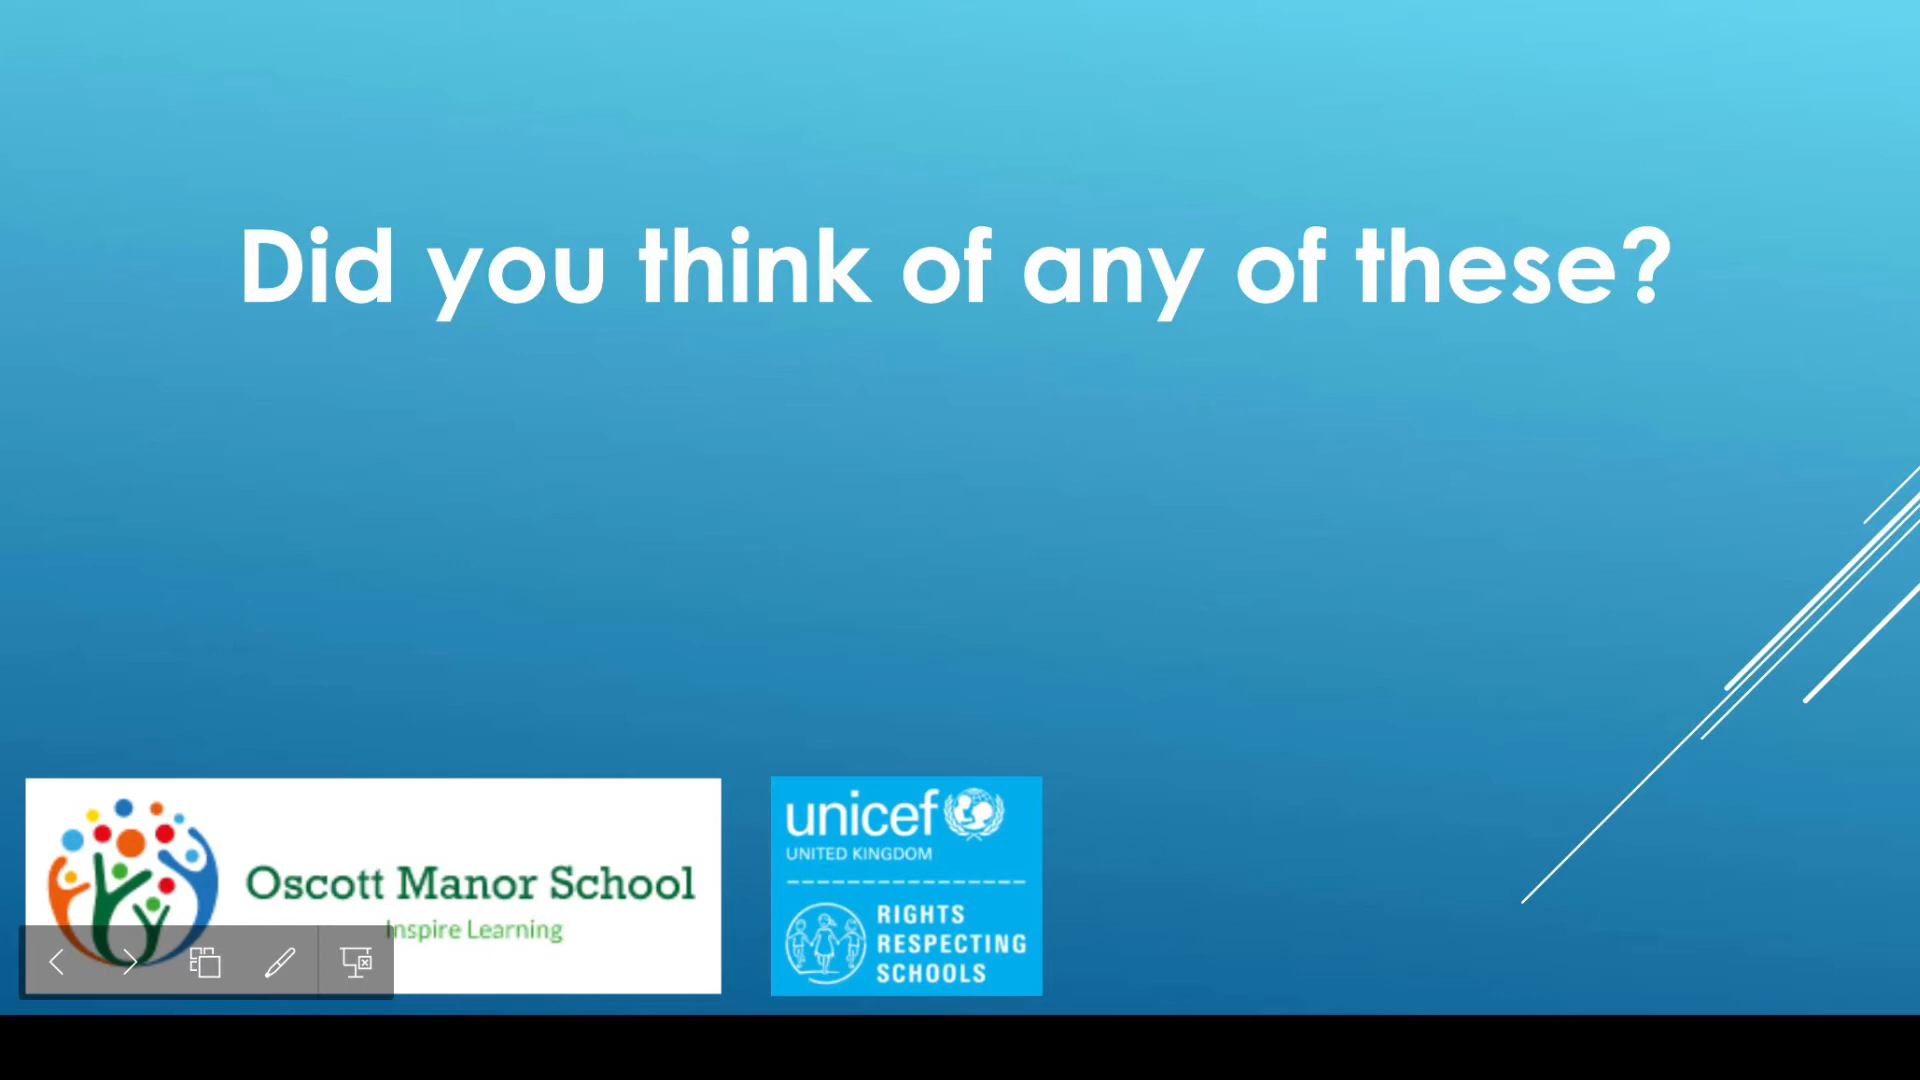 Did you think of any of these?
Oscott Manor School
Inspire Learning
unicef
UNITED KINGDOM
RIGHTS
RESPECTING
SCHOOLS